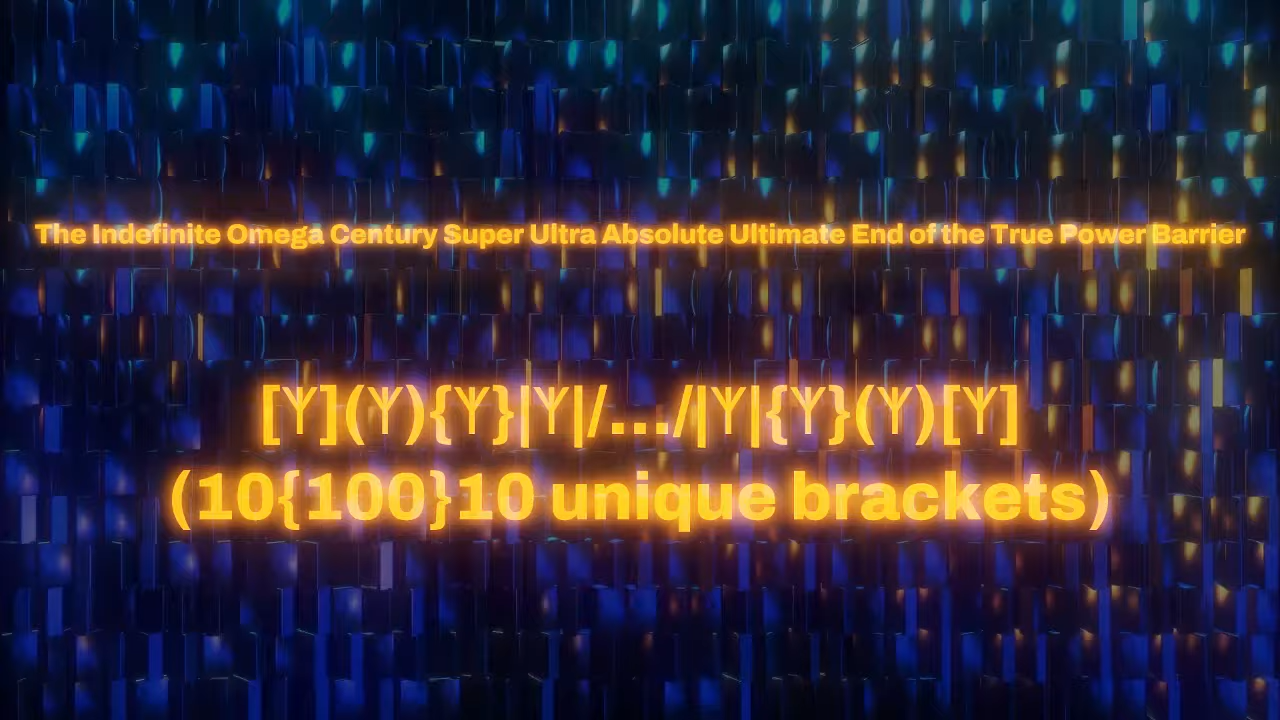 The Indefinite Omega Century Super Ultra Absolute Ultimate End of the True Power Barrier
[𐌙](𐌙){𐌙}|𐌙|/.../|𐌙|{𐌙}(𐌙)[𐌙]
(10{100}10 unique brackets)